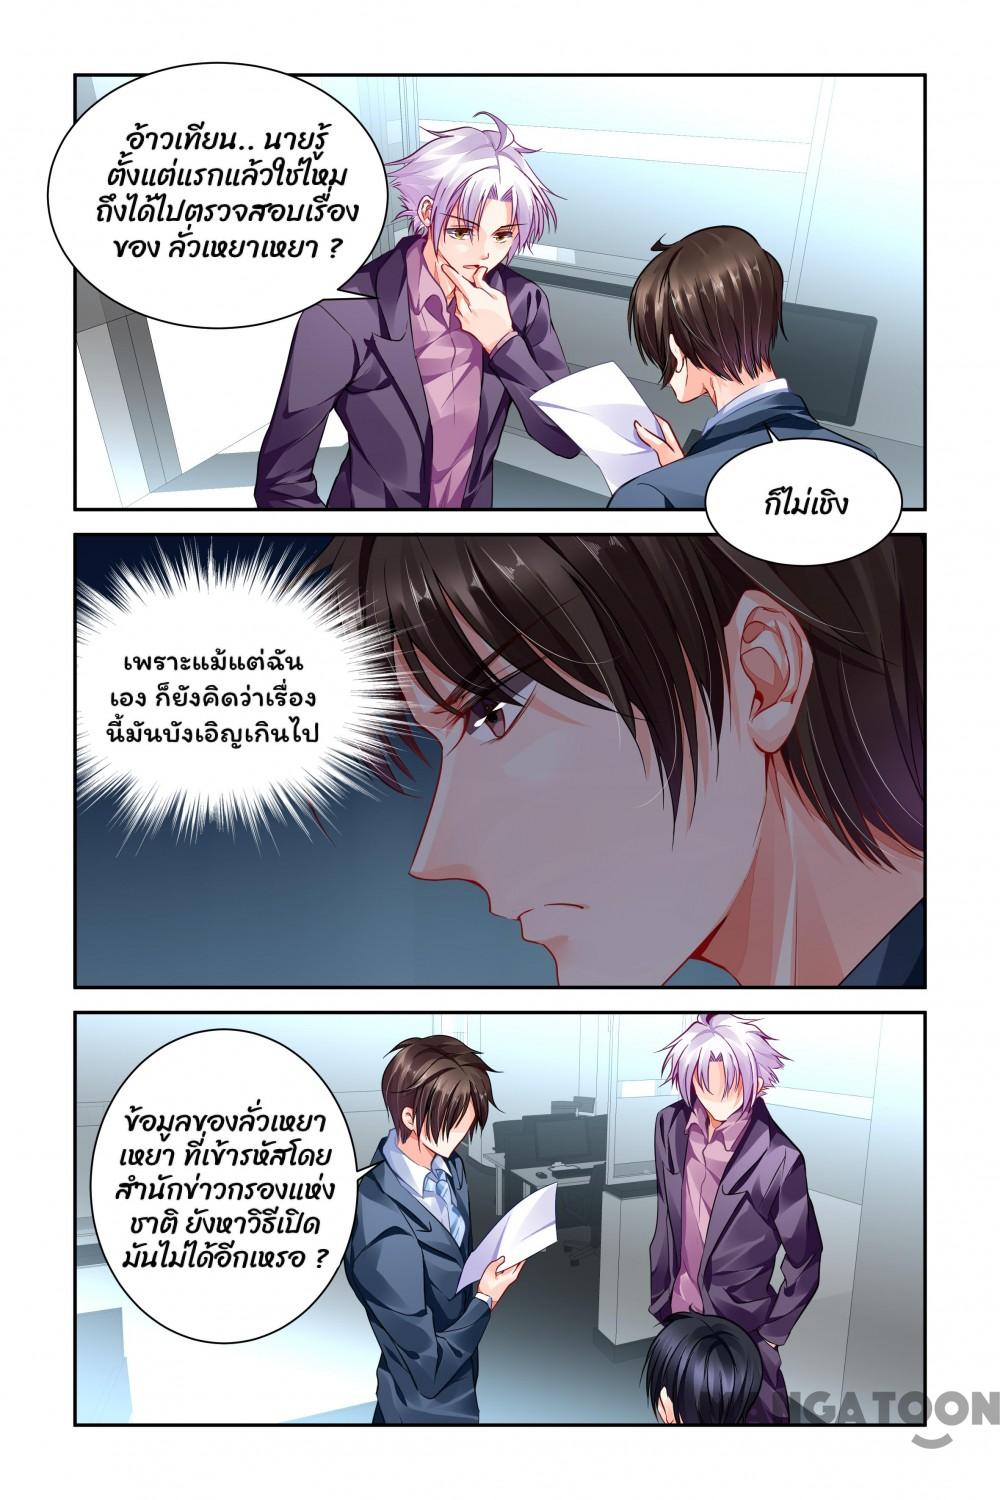 อ้าวเทียน.. นายรู้
ตั้งแต่แรกแล้วใช่ไหม
ถึงได้ไปตรวจสอบเรื่อง
ของ ลั่วเหยาเหยา ?
ก็ไม่เชิง
เพราะแม้แต่ฉัน
เอง ก็ยังคิดว่าเรื่อง
นี้มันบังเอิญเกินไป
ข้อมูลของลั่วเหยา
เหยา ที่เข้ารหัสโดย
สำนักข่าวกรองแห่ง
ชาติ ยังหาวิธีเปิด
มันไม่ได้อีกเหรอ ?
MANGATOON